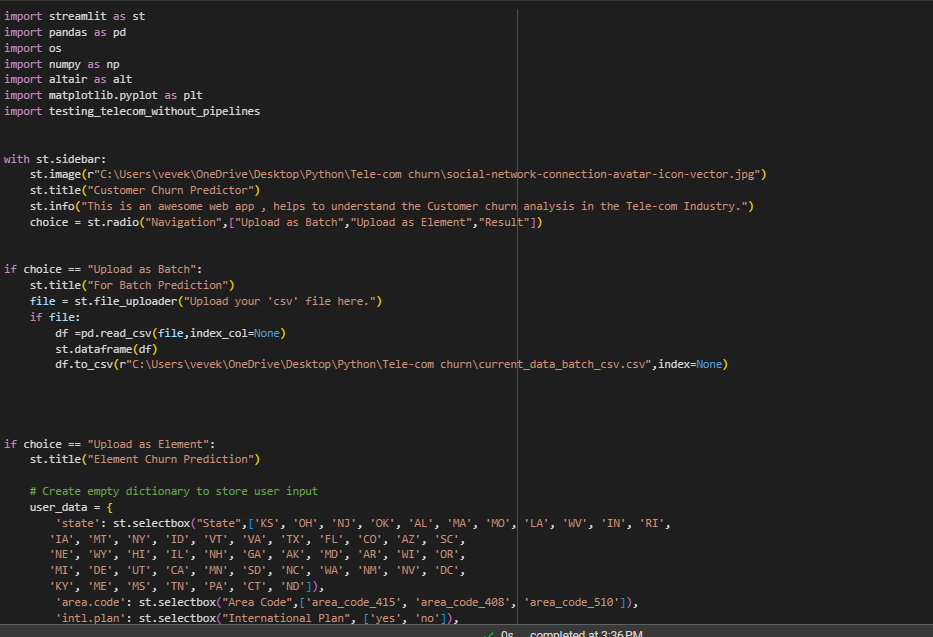 import streamlit as st
import pandas as pd
import os
import numpy as np
import altair as alt
import matplotlib.pyplot as plt
import testing_telecom_without_pipelines
with st.sidebar:
st.image(r"C:\Users\vevek\OneDrive\Desktop\Python\Tele-com churn\social-network-connection-avatar-icon-vector.jpg")
st.title("Customer Churn Predictor")
st.info("This is an awesome web app , helps to understand the Customer churn analysis in the Tele-com Industry.")
choice = st.radio("Navigation",["Upload as Batch","Upload as Element","Result"])
if choice == "Upload as Batch":
st.title("For Batch Prediction")
file = st.file_uploader("Upload your 'csv' file here.")
if file:
df =pd.read_csv(file,index_col=None)
st.dataframe(df)
df.to_csv(r"C:\Users\vevek\OneDrive\Desktop\Python\Tele-com churn\current_data_batch_csv.csv",index=None)
if choice == "Upload as Element":
st.title("Element Churn Prediction")
# Create empty dictionary to store user input
user_data = {
'state': st.selectbox("State",['KS', 'OH', 'NJ', 'OK', 'AL', 'MA', 'MO', 'LA', 'WV', 'IN', 'RI',
'IA', 'MT', 'NY', 'ID', 'VT', 'VA', 'TX', 'FL', 'CO', 'AZ', 'SC',
'NE', 'WY', 'HI', 'IL', 'NH', 'GA', 'AK', 'MD', 'AR', 'WI', 'OR',
'MI', 'DE', 'UT', 'CA', 'MN', 'SD', 'NC', 'WA', 'NM', 'NV', 'DC',
'KY', 'ME', 'MS', 'TN', 'PA', 'CT', 'ND']),
'area.code': st.selectbox("Area Code",['area_code_415', 'area_code_408', 'area_code_510']),
'intl.plan': st.selectbox("International Plan", ['yes', 'no']),
0s completed at 3:36 PM